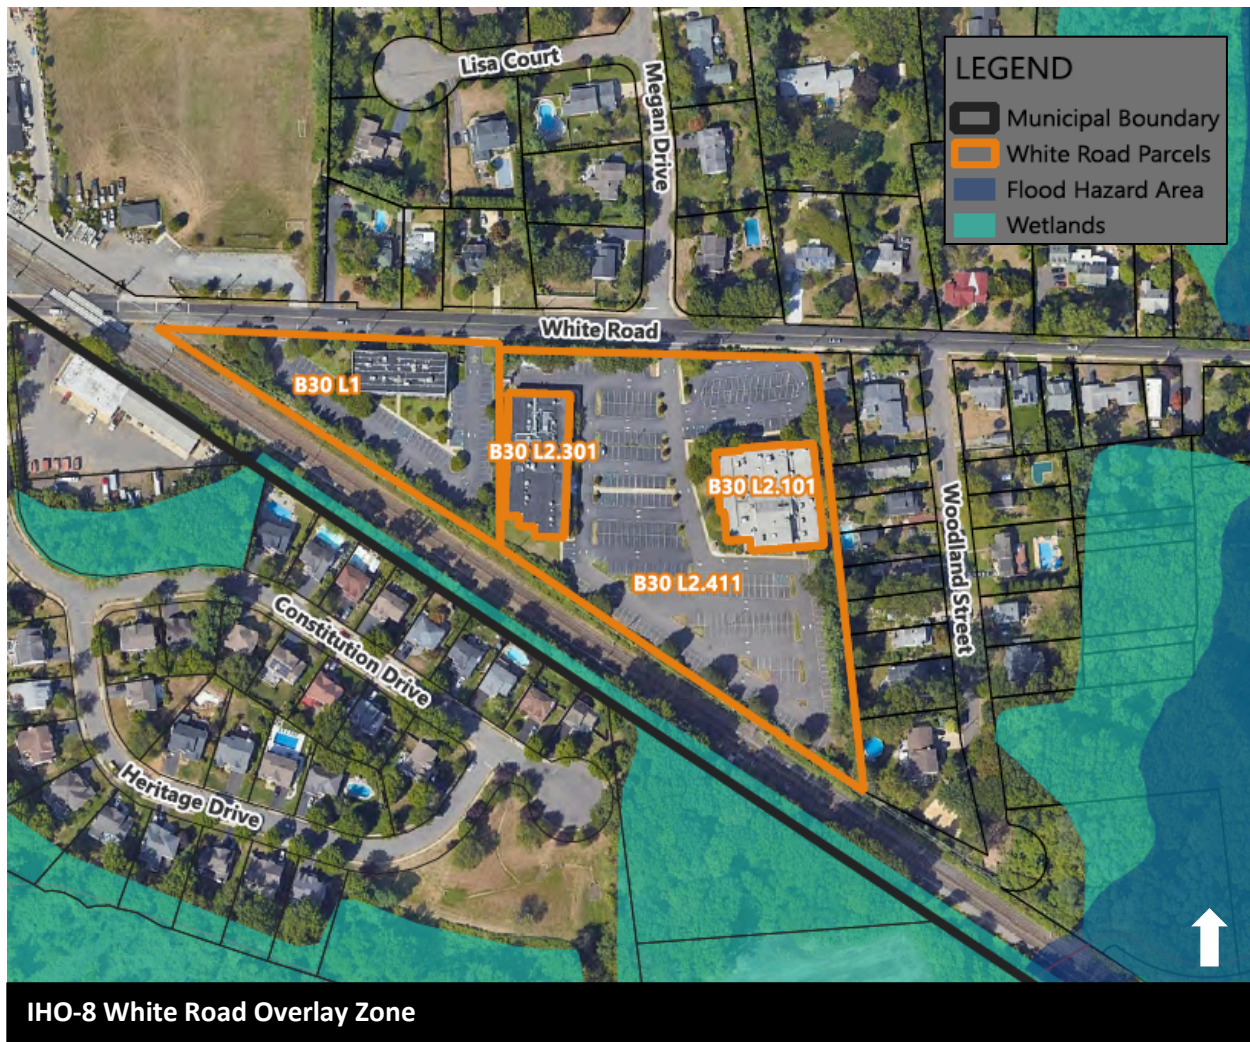 Lisa Court
Megan Drive
LEGEND
Municipal Boundary
White Road Parcels
Flood Hazard Area
Wetlands
White Road
B30 L1
B30 L2.301
B30 L2.101
B30 L2.411
Woodland Street
Constitution Drive
Heritage Drive
IHO-8 White Road Overlay Zone